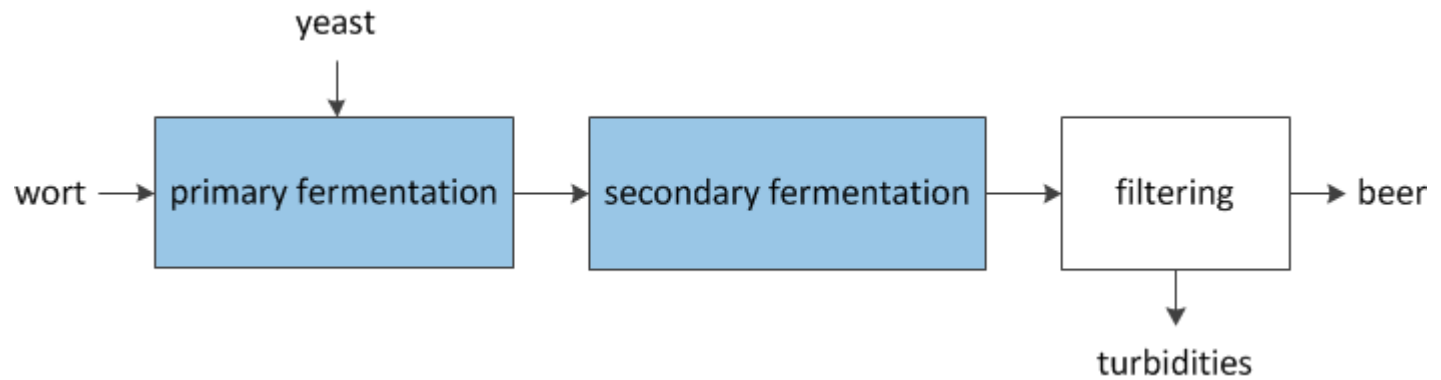 yeast
wort
primary fermentation
secondary fermentation
filtering
beer
turbidities